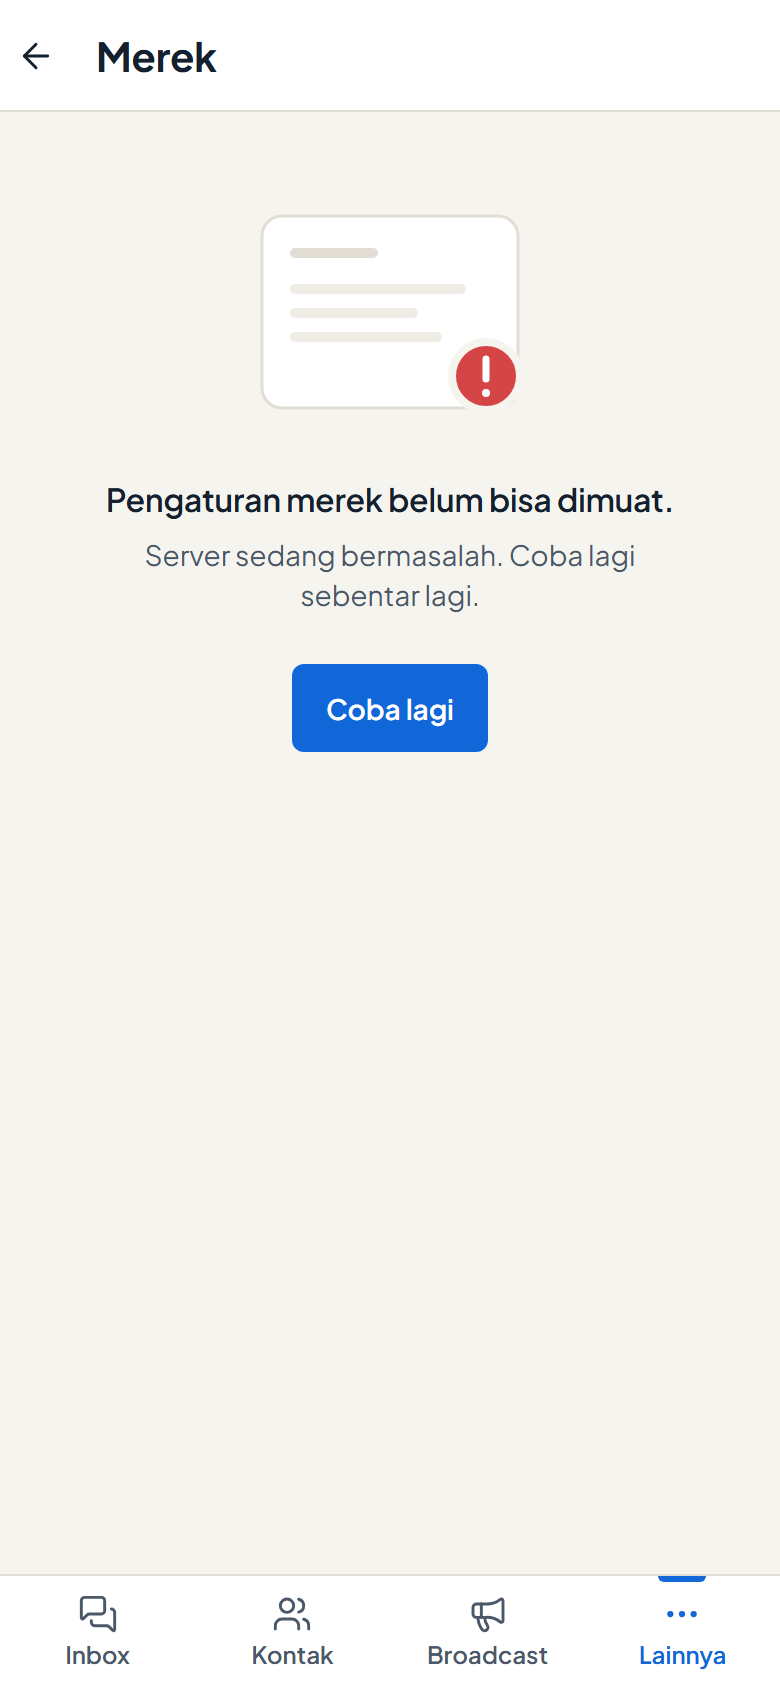 Merek
Pengaturan merek belum bisa dimuat.
Server sedang bermasalah. Coba lagi
sebentar lagi.
Coba lagi
Inbox
Kontak
Broadcast
Lainnya